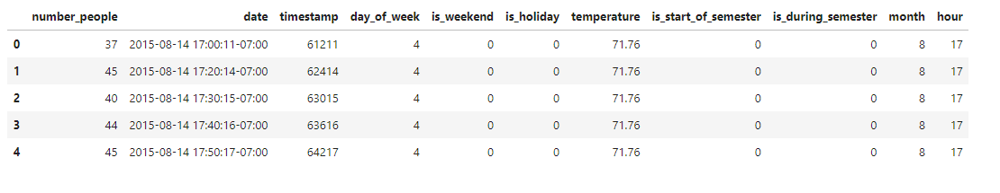 number_people date timestamp day_of_week is_weekend is_holiday temperature is_start_of_semester is_during_semester month hour
0 37 2015-08-14 17:00:11-07:00 61211 4 0 0 71.76 0 0 8 17
1 45 2015-08-14 17:20:14-07:00 62414 4 0 0 71.76 0 0 8 17
2 40 2015-08-14 17:30:15-07:00 63015 4 0 0 71.76 0 0 8 17
3 44 2015-08-14 17:40:16-07:00 63616 4 0 0 71.76 0 0 8 17
4 45 2015-08-14 17:50:17-07:00 64217 4 0 0 71.76 0 0 8 17